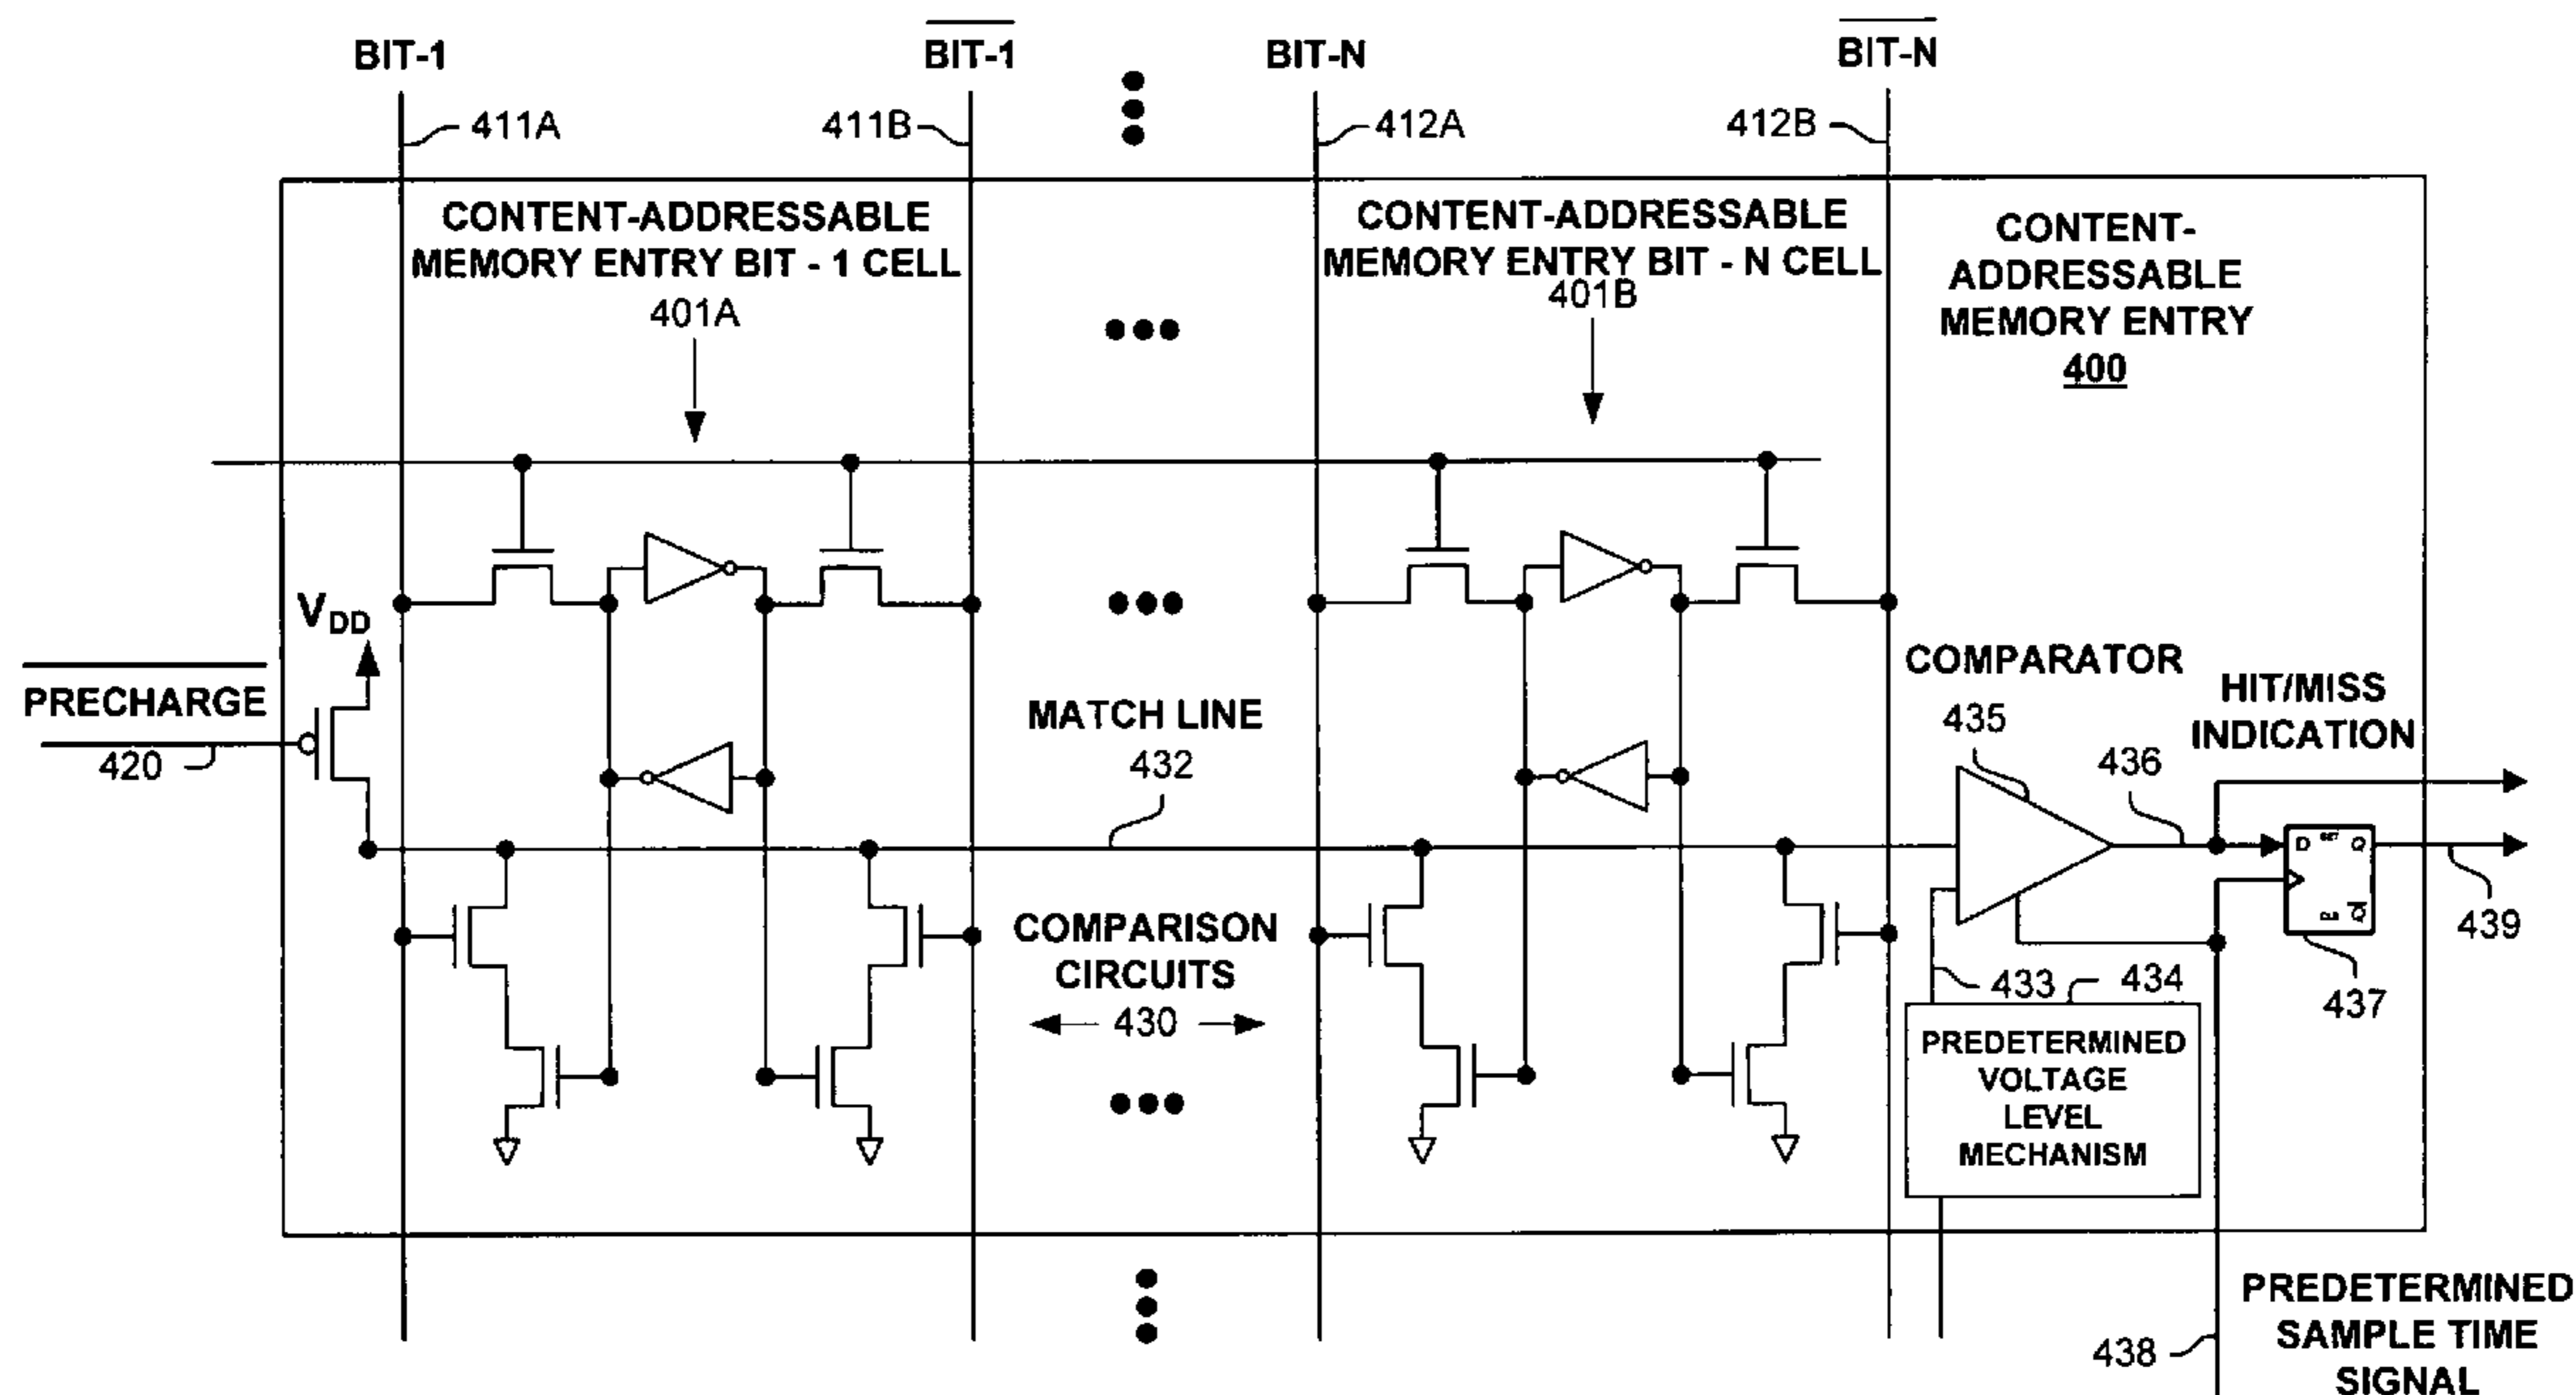 BIT-1
BIT-1
BIT-N
BIT-N
411A
411B
412A
412B
CONTENT-ADDRESSABLE
MEMORY ENTRY BIT - 1 CELL
401A
CONTENT-ADDRESSABLE
MEMORY ENTRY BIT - N CELL
401B
CONTENT-
ADDRESSABLE
MEMORY ENTRY
400
VDD
PRECHARGE
420
MATCH LINE
432
COMPARATOR
435
HIT/MISS
INDICATION
436
D SET Q
CLR Q
437
439
COMPARISON
CIRCUITS
430
433
434
PREDETERMINED
VOLTAGE
LEVEL
MECHANISM
PREDETERMINED
SAMPLE TIME
SIGNAL
438